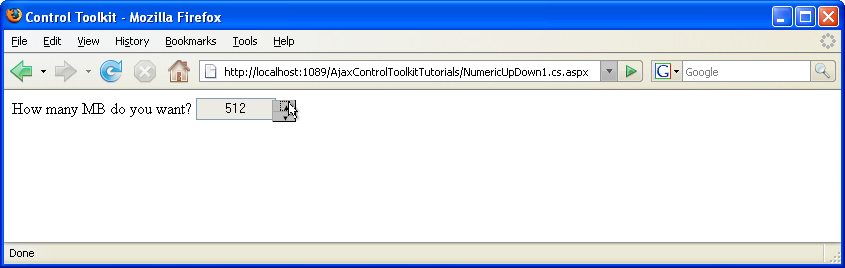 Control Toolkit - Mozilla Firefox
File Edit View History Bookmarks Tools Help
http://localhost:1089/AjaxControlToolkitTutorials/NumericUpDown1.cs.aspx G Google
How many MB do you want? 512
Done